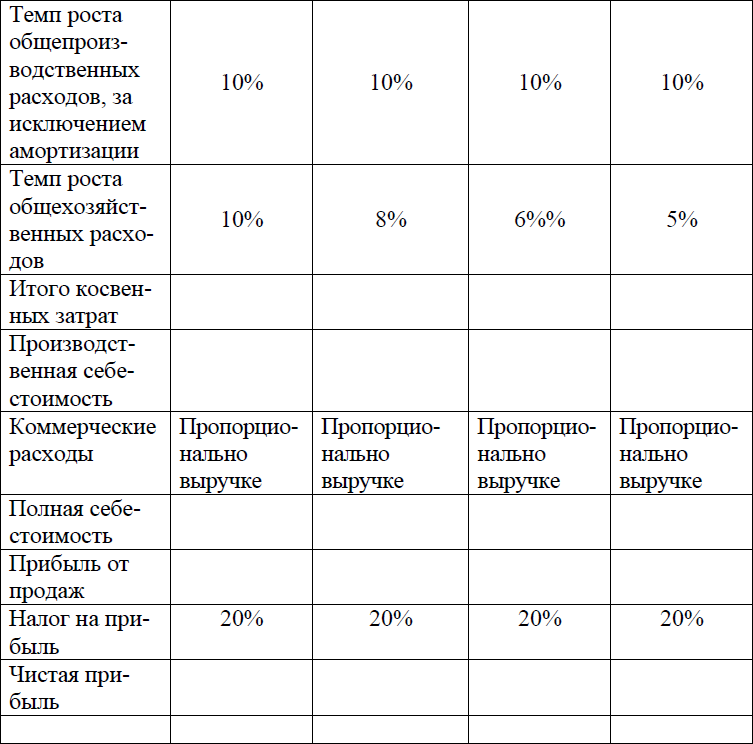 Темп роста
общепроиз-
водственных
расходов, за
исключением
амортизации
10% 10% 10% 10%
Темп роста
общехозяйст-
венных расхо-
дов
10% 8% 6%% 5%
Итого косвен-
ных затрат
Производст-
венная себе-
стоимость
Коммерческие
расходы
Пропорцио-
нально
выручке
Пропорцио-
нально
выручке
Пропорцио-
нально
выручке
Пропорцио-
нально
выручке
Полная себе-
стоимость
Прибыль от
продаж
Налог на при-
быль
20% 20% 20% 20%
Чистая при-
быль